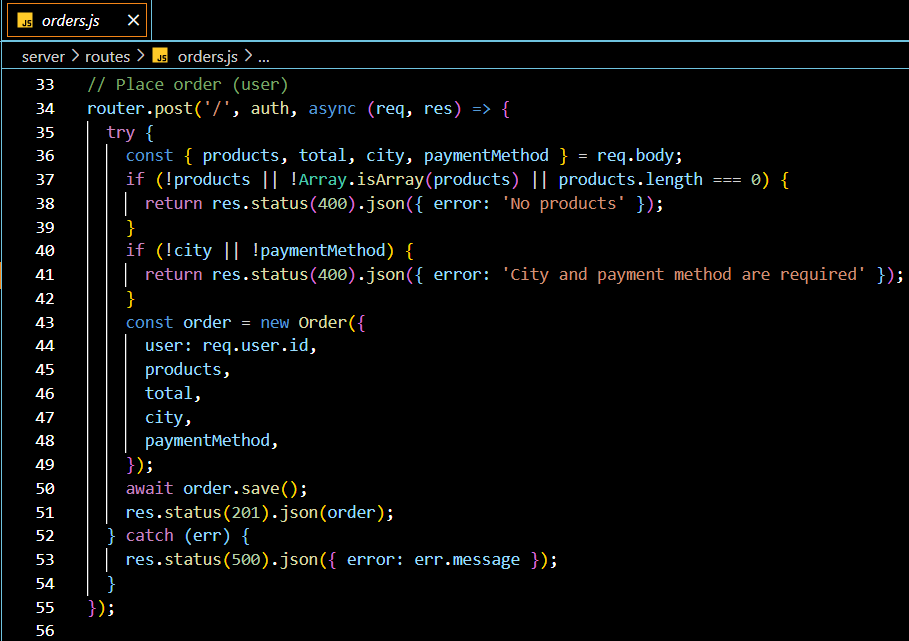 JS orders.js ✕
server > routes > JS orders.js > ...
33 // Place order (user)
34 router.post('/', auth, async (req, res) => {
35   try {
36     const { products, total, city, paymentMethod } = req.body;
37     if (!products || !Array.isArray(products) || products.length === 0) {
38       return res.status(400).json({ error: 'No products' });
39     }
40     if (!city || !paymentMethod) {
41       return res.status(400).json({ error: 'City and payment method are required' });
42     }
43     const order = new Order({
44       user: req.user.id,
45       products,
46       total,
47       city,
48       paymentMethod,
49     });
50     await order.save();
51     res.status(201).json(order);
52   } catch (err) {
53     res.status(500).json({ error: err.message });
54   }
55 });
56